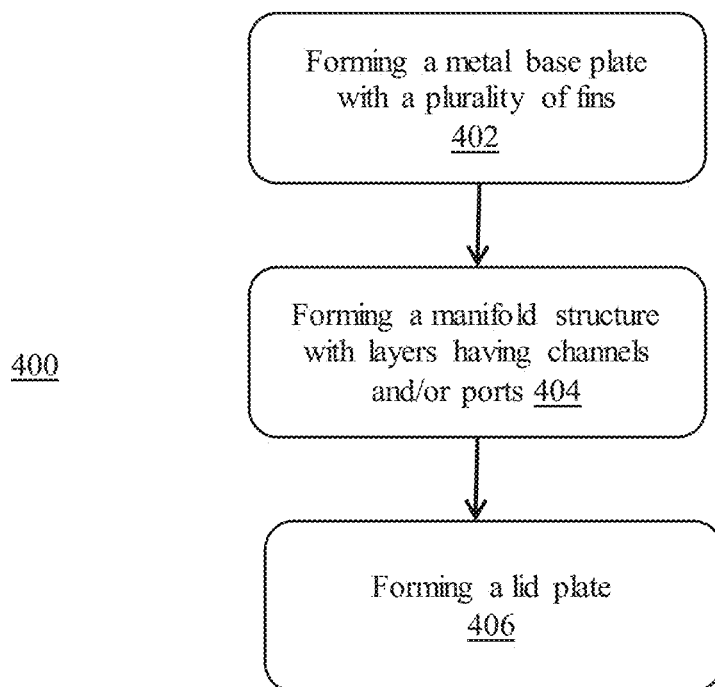 Forming a metal base plate
with a plurality of fins
402
Forming a manifold structure
with layers having channels
and/or ports 404
400
Forming a lid plate
406